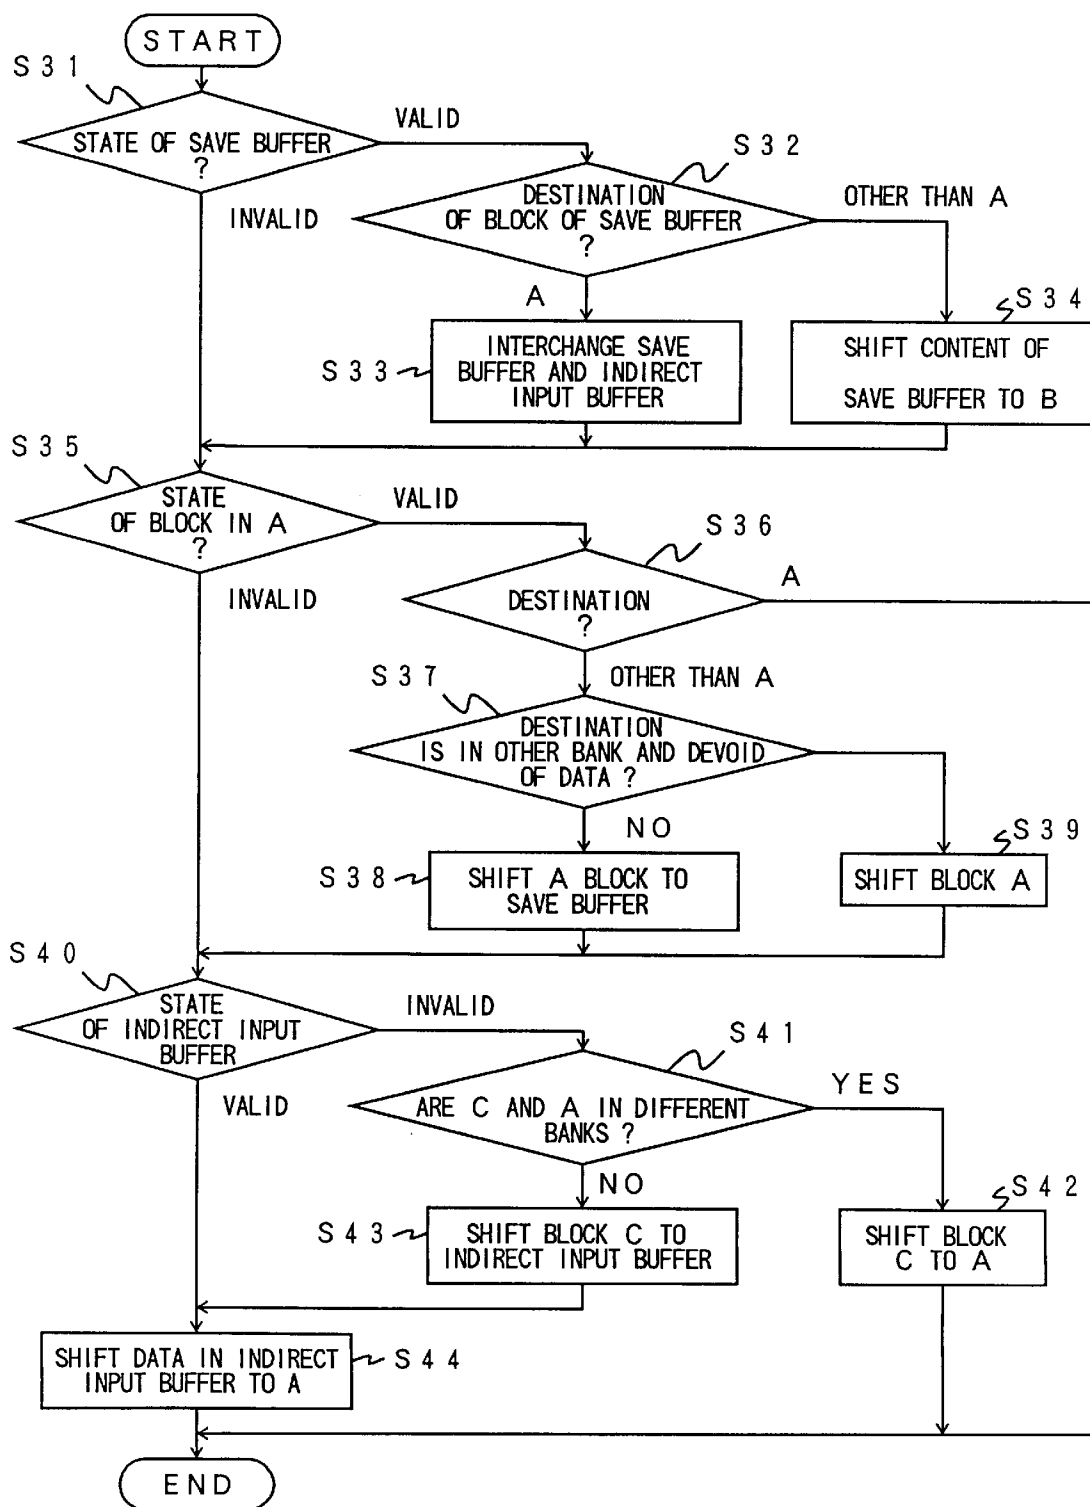 START
S31
STATE OF SAVE BUFFER
?
VALID
INVALID
S32
DESTINATION
OF BLOCK OF SAVE BUFFER
?
OTHER THAN A
A
S33
INTERCHANGE SAVE
BUFFER AND INDIRECT
INPUT BUFFER
S34
SHIFT CONTENT OF
SAVE BUFFER TO B
S35
STATE
OF BLOCK IN A
?
VALID
INVALID
S36
DESTINATION
?
A
OTHER THAN A
S37
DESTINATION
IS IN OTHER BANK AND DEVOID
OF DATA ?
NO
S38
SHIFT A BLOCK TO
SAVE BUFFER
S39
SHIFT BLOCK A
S40
STATE
OF INDIRECT INPUT
BUFFER
INVALID
VALID
S41
ARE C AND A IN DIFFERENT
BANKS ?
YES
NO
S42
SHIFT BLOCK
C TO A
S43
SHIFT BLOCK C TO
INDIRECT INPUT BUFFER
SHIFT DATA IN INDIRECT
INPUT BUFFER TO A
S44
END